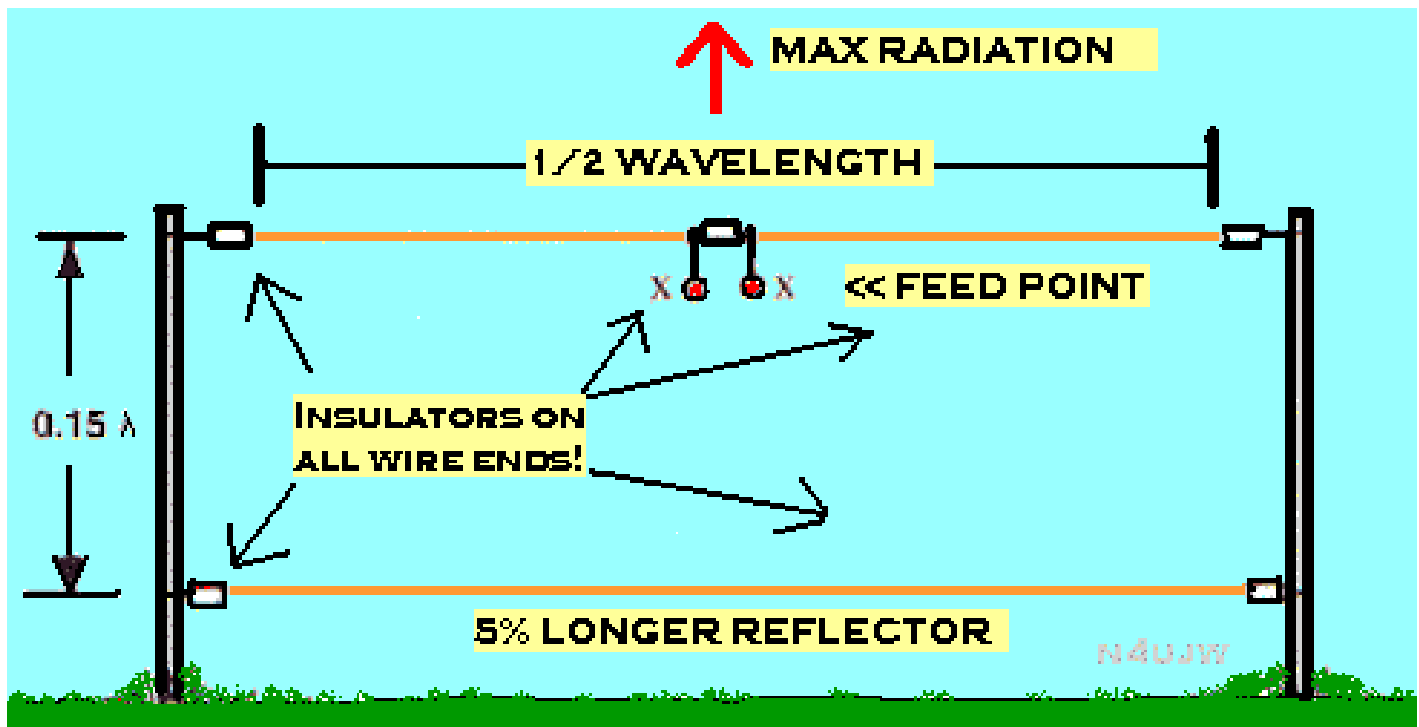 MAX RADIATION
1/2 WAVELENGTH
X X << FEED POINT
INSULATORS ON
ALL WIRE ENDS!
0.15 λ
5% LONGER REFLECTOR
N4UJW